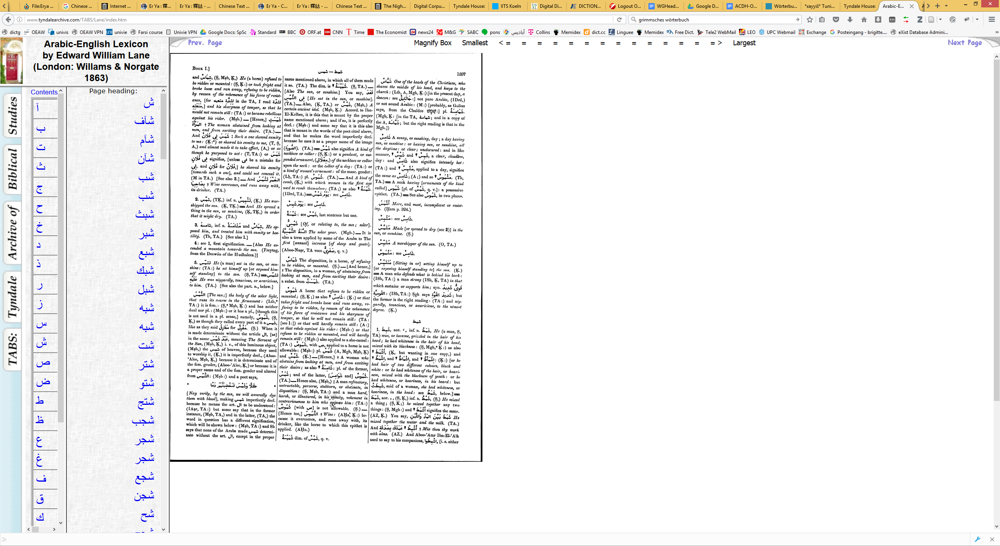 File:Erya ...
Chinese ...
Internet ...
Er Ya : 釋...
Er Ya : 釋詁 - ...
Chinese Text ...
Er Ya - C...
Er Ya : 釋詁 - ...
Chinese Text ...
The Nigh...
Digital Corpu...
Tyndale House:
IITS Koeln
Digital Di...
DICTION...
Logout O...
WGHead...
Google D...
ACDH-O...
Wörterbu...
*xayyiš* Tuni...
Tyndale House:
Arabic-E...
www.tyndalearchive.com/TABS/Lane/index.htm
grimmsches wörterbuch
dictg OEAW univis OEAW VPN univie Farsi course Univie VPN Google Docs: SpSc Standard BBC ORF.at CNN Time The Economist news24 M&G SABC pons آبادیس Collins Memidex dict.cc Linguee Memidex Free Dict. Tele2 WebMail LEO UPC Webmail Exchange Posteingang - brigitte.... eXist Database Admini...
Arabic-English Lexicon
by Edward William Lane
(London: Willams & Norgate
1863)
Prev. Page
Magnify Box Smallest < = = = = = = = = = = = = = = > Largest
Next Page
TABS: Tyndale Archive of Biblical Studies
Contents
آ
ب
ت
ث
ج
ح
خ
د
ذ
ر
ز
س
ش
ص
ض
ط
ظ
ع
غ
ف
ق
ك
Page heading:
ش
شآف
شآم
شآن
شب
شب
شبث
شبر
شبع
شبك
شبل
شبه
شبه
شت
شتر
شتو
شتج
شجب
شجر
شجر
شجع
شجن
شح
BOOK I.]
شمس — شمط
1597
and شِمَاسٌ, (Ṣ, Mṣb, Ḳ,) He (a horse) refused to
be ridden or mounted: (Ṣ, Ḳ:) or took fright and
broke loose and ran away, refusing to be ridden,
by reason of the vehemence of his force of resist-
ance, [for لشدّة متعبه in the TA, I read لشدّة
منعته,] and his sharpness of temper, so that he
would not remain still: (TA:) or became rebellious
against his rider. (Mṣb.) — [Hence,] شَمَسَتِ
المَرْأَةُ † The woman abstained from looking at
men, and from exciting their desire. (TA.) —
And شَمَسَ لِى فُلَانٌ ‡ Such a one showed enmity
to me: (Ḳ:*) or showed his enmity to me, (T, Ṣ,
A,) and almost made it to take effect, (A,) or as
though he purposed to act: (T, TA:) or شَمَسَ
فِى فُلَانٍ signifies, [unless فى be a mistake for
لِى, and فُلَانٍ for فُلَانٌ,] he showed his enmity
[towards such a one], and could not conceal it.
(M in TA.) [See also 3.] — And الخَمْرُ تَشْمُسُ
بِصَاحِبِهَا † Wine overcomes, and runs away with,
its drinker. (TA.)
2. شمّس, (TḲ,) inf. n. تَشْمِيسٌ, (Ḳ,) He wor-
shipped the sun. (Ḳ, TḲ.) = And He spread a
thing in the sun, or sunshine, (Ḳ, TḲ,) in order
that it might dry. (TA.)
3. شامسهُ, inf. n. مُشَامَسَةٌ and شِمَاسٌ, He op-
posed him, and treated him with enmity or hos-
tility. (Th, TA.) [See also 1.]
4: see 1, first signification. — [Also He as-
cended a mountain towards the sun. (Freytag,
from the Deewán of the Hudhalees.)]
5. تشمّس He (a man) sat in the sun, or sun-
shine: (TA:) he set himself up [or exposed him-
self standing] to the sun. (Ṣ, TA.) = تشمّس
عَلَيْهِ He was niggardly, tenacious, or avaricious,
to him. (TA.) [See also the part. n., below.]
الشَّمْسُ [The sun;] the body of the solar light,
that runs its course in the firmament: (Lth,*
TA:) it is fem.: (Ṣ,* Mṣb, Ḳ:) and has neither
dual nor pl.: (Mṣb:) or it has a pl., [though this
is not used in a pl. sense,] namely, شُمُوسٌ, (Ṣ,
Ḳ,) as though they called every part of it a شمس,
like as they said مَفَارِقُ for مَفْرِقٌ. (Ṣ.) When it
is made determinate without the article ال, [as]
in the name عَبْدُ شَمْسَ, meaning The Servant of
the Sun, (Mṣb, Ḳ,) i. e., of this luminous object,
(Mṣb,) the شمس of heaven, because they used
to worship it, (Ḳ,) it is imperfectly decl., (Aboo-
'Alee, Mṣb, Ḳ,) because it is determinate and of
the fem. gender, (Aboo-'Alee, Ḳ,) or because it is
a proper name and of the fem. gender and altered
from الشَّمْسُ: (Mṣb:) and a poet says,
كَلَّا وَشَمْسَ لَنَخْضِبَنَّهُمُ دَمَا
[Nay verily, by the sun, we will assuredly dye
them with blood], making شمس imperfectly decl.
because he means the art. ال to be understood:
(IAạr, TA:) but some say that in the former
instance, (Mṣb, TA,) and in the latter, (TA,) the
word in question has a different signification,
which will be shown below: (Mṣb, TA:) and Sb
says that none of the Arabs made شمس determi-
nate without the art. ال, except in the proper
name mentioned above, in which all of them made
it so. (TA.) The dim. is شُمَيْسَةٌ. (Ṣ, TA.) —
[Also The sun, or sunshine.] You say, قَعَدَ
فِى الشَّمْسِ [He sat in the sun, or sunshine].
(TA.) — Also, (Ḳ, TA,) or شَمْسٌ, (Mṣb,) A
certain ancient idol. (Mṣb, Ḳ.) Accord. to Ibn-
El-Kelbee, it is this that is meant by the proper
name mentioned above; and if so, it is perfectly
decl.: (Mṣb:) and some say that it is this also
that is meant in the words of the poet cited above,
and that he makes the word imperfectly decl.
because he uses it as a proper name of the image
(الصُّورَة). (TA.) = شَمْسٌ also signifies A kind of
necklace or collar: (Ṣ, Ḳ:) or a pendant, or sus-
pended ornament, (مِعْلَاق,) of the necklace or collar
upon the neck: or the collar of a dog: (TA:) or
a kind of women's ornament: of the masc. gender:
(Lḥ, TA:) pl. شُمُوسٌ. (TA.) — And A kind of
comb, (Ḳ,) with which women in the first age
used to comb themselves; (TA;) as also شَمْسَةٌ.
(IDrd, TA.) = يَوْمٌ شَمْسٌ: see شَامِسٌ.
يَوْمٌ شَمِسٌ: see شَامِسٌ.
شَمْسَةٌ: see شَمْسٌ, last sentence but one.
شَمْسِىٌّ [Of, or relating to, the sun; solar].
السَّنَةُ الشَّمْسِيَّةُ The solar year. (Mgh.) — It is
also a term applied by some of the Arabs to The
first [annual] increase [of sheep and goats].
(Aboo-Naṣr, TA voce صَفَرِىٌّ, q. v.)
شِمَاسٌ The disposition, in a horse, of refusing
to be ridden, or mounted. (Ṣ.) — [And hence,]
† The disposition, in a woman, of abstaining from
looking at men, and from exciting their desire:
a subst. from شَمَسَتْ. (TA.)
شَمُوسٌ A horse that refuses to be ridden or
mounted; (Ṣ, Ḳ;) as also شَامِسٌ: (Ḳ:) or that
takes fright and breaks loose and runs away, re-
fusing to be ridden, by reason of the vehemence
of his force of resistance and his sharpness of
temper, so that he will not remain still: (TA:
[see 1:]) or that will hardly remain still: (A:)
or that rebels against his rider: (Mṣb:) or that
refuses to be ridden or mounted, and will hardly
remain still: (Mgh:) also applied to a she-camel:
(TA:) شَمُوصٌ, with ص, applied to a horse is not
allowable: (Mṣb:) pl. شُمُسٌ (A, Mgh, Mṣb, Ḳ)
and شُمْسٌ. (Ḳ.) — [Hence,] † A woman who
abstains from looking at men, and from exciting
their desire; as also شَامِسَةٌ: pl. of the former,
شُمُسٌ; and of the latter, [شَوَامِسُ and] شُمُوسٌ.
(TA.) — Hence also, (Mṣb,) ‡ A man refractory,
untractable, perverse, stubborn, or obstinate, in
disposition: (Ṣ, Mṣb, TA:) and a man hard,
harsh, or illnatured, in his enmity, vehement in
contrariousness to him who opposes him: (TA:)
شَمُوصٌ [with ص] is not allowable. (Ṣ.) —
[Hence too,] الشَّمُوسُ † Wine: (AḤn, Ḳ:) be-
cause it overcomes, and runs away with, its
drinker, like the horse to which this epithet is
applied. (AḤn.)
شُمَيْسَةٌ dim. of شَمْسٌ, q. v.
شَمَّاسٌ One of the heads of the Christians, who
shaves the middle of his head, and keeps to the
church: (Lth, A, Mgh, Ḳ:) [in the present day, a
deacon: see جَاثَلِيقٌ:] not pure Arabic, (IDrd,)
or not sound Arabic: (M:) [probably, as Golius
says, from the Chaldee שַׁמָּשׁ:] pl. شَمَامِسَةٌ.
(Mgh, Ḳ: [in the TA, شماسة; and in a copy of
the A, شَمَّاسَة; but the right reading is that in the
Mgh.])
شَامِسٌ A sunny, or sunshiny, day; a day having
sun, or sunshine: or having sun, or sunshine, all
the daytime: or clear; unobscured: and in like
manner, شَمْسٌ and شَمِسٌ, a clear, cloudless,
day: and شَامِسٌ also signifies intensely hot:
(TA:) and مُشْمِسٌ, applied to a day, signifies
the same as شَامِسٌ; (A;) and so مَشْمُوسٌ. (Th,
TA.) = A neck having [ornaments of the kind
called] شُمُوس [pl. of شَمْسٌ, q. v.]: a possessive
epithet. (TA.) = See also شَمُوسٌ, in two places.
أَشْمَسُ More, and most, incompliant or resist-
ing. (Ḥam p. 324.)
مُشْمِسٌ: see شَامِسٌ.
مُشَمَّسٌ Made [or spread to dry (see 2)] in the
sun, or sunshine. (Ṣ.)
مُشَمِّسٌ A worshipper of the sun. (O, TA.)
مَشْمُوسٌ: see شَامِسٌ.
مُتَشَمِّسٌ [Sitting in or] setting himself up to
[or exposing himself standing to] the sun. (Ḳ.)
= A man who defends what is behind his back:
(ISh, TA:) a man strong (ISh, Ḳ, TA) in that
which sustains or supports him; syn. قَوِىٌّ شَدِيدُ
القُومِيَّةِ: (ISh, TA:) Ṣgh says شَدِيدُ القُوَّةِ; but
the former is the right reading: (TA:) and nig-
gardly, tenacious, or avaricious, to the utmost
degree. (Ḳ.)
شمط
1. شَمِطَ, aor. , inf. n. شَمَطٌ, He (a man, Ṣ,
TA) was, or became, grizzled in the hair of his
head; he had whiteness in the hair of his head,
mixed with its blackness: (Ṣ, Mgh,* Ḳ:) as also
أَشْمَطَ, (Ḳ, but wanting in one copy,) and
اِشْمَطَّ, and اِشْمَاطَّ, and اِشْمَأَطَّ: (Ḳ:) [or he
had hair of two different colours, black and
white: or he had whiteness of the hair, or hoari-
ness, mixed with the blackness of youth: or he
had whiteness, or hoariness, in his beard: but
شَمِطَتْ, said of a woman, she had whiteness, or
hoariness, in the head: see شَمَطٌ, below.] =
شَمَطَ, aor. , (Ṣ, Ḳ,) inf. n. شَمْطٌ, (Ṣ,) He mixed
a thing; (Ṣ, Ḳ;) he mixed together any two
things: (Ṣ, Mgh:) and أَشْمَطَ signifies the same.
(AZ, Ḳ.) You say, شَمَطَ بَيْنَ المَآءِ وَاللَّبَنِ He
mixed together the water and the milk. (TA.)
And أَشْمِطْ عَمَلَكَ بِصَدَقَةٍ † Mix thou thy work
with alms. (AZ.) And Aboo-'Amr Ibn-El-'Alà
used to say to his companions, اِشْمِطُوا, [i. e. either